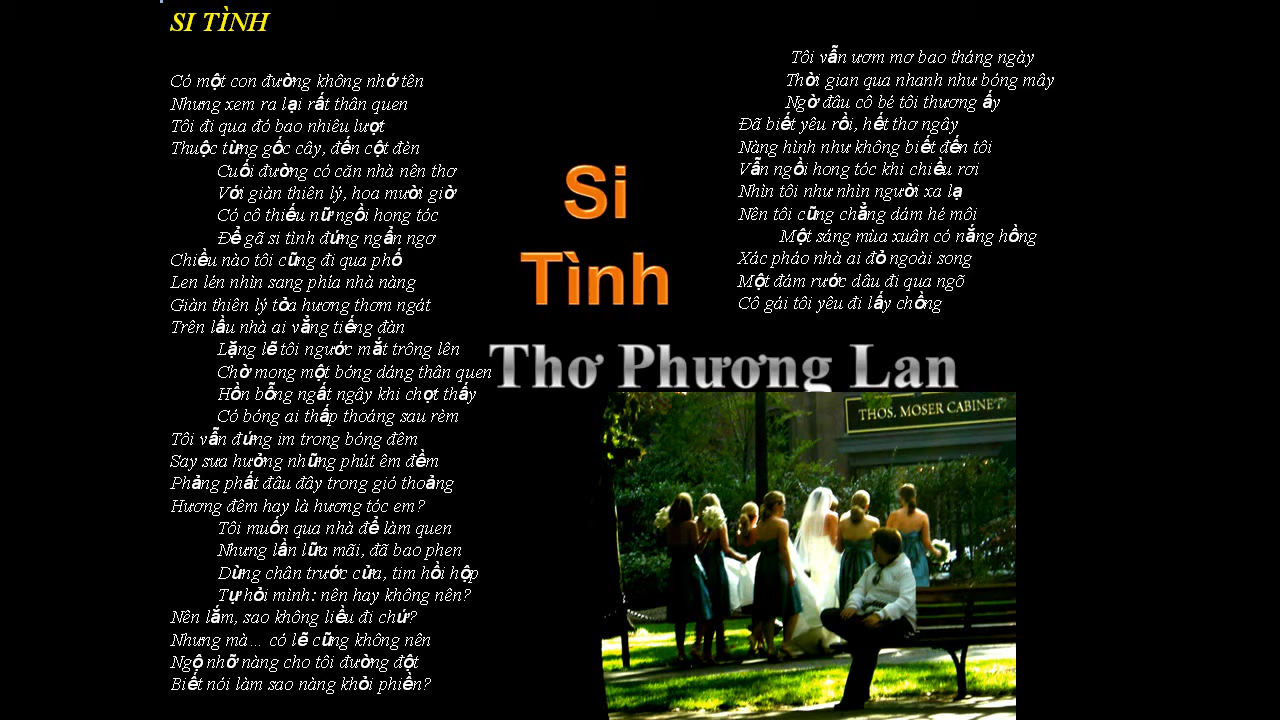 SI TÌNH
Có một con đường không nhớ tên
Nhưng xem ra lại rất thân quen
Tôi đi qua đó bao nhiêu lượt
Thuộc từng gốc cây, đến cột đèn
Cuối đường có căn nhà nên thơ
Với giàn thiên lý, hoa mười giờ
Có cô thiếu nữ ngồi hong tóc
Để gã si tình đứng ngẩn ngơ
Chiều nào tôi cũng đi qua phố
Len lén nhìn sang phía nhà nàng
Giàn thiên lý tỏa hương thơm ngát
Trên lầu nhà ai vẳng tiếng đàn
Lặng lẽ tôi ngước mắt trông lên
Chờ mong một bóng dáng thân quen
Hồn bỗng ngất ngây khi chợt thấy
Có bóng ai thấp thoáng sau rèm
Tôi vẫn đứng im trong bóng đêm
Say sưa hưởng những phút êm đềm
Phảng phất đâu đây trong gió thoảng
Hương đêm hay là hương tóc em?
Tôi muốn qua nhà để làm quen
Nhưng lần lữa mãi, đã bao phen
Dừng chân trước cửa, tim hồi hộp
Tự hỏi mình: nên hay không nên?
Nên lắm, sao không liều đi chứ?
Nhưng mà... có lẽ cũng không nên
Ngộ nhỡ nàng cho tôi đường đột
Biết nói làm sao nàng khỏi phiền?
Tôi vẫn ươm mơ bao tháng ngày
Thời gian qua nhanh như bóng mây
Ngờ đâu cô bé tôi thương ấy
Đã biết yêu rồi, hết thơ ngây
Nàng hình như không biết đến tôi
Vẫn ngồi hong tóc khi chiều rơi
Nhìn tôi như nhìn người xa lạ
Nên tôi cũng chẳng dám hé môi
Một sáng mùa xuân có nắng hồng
Xác pháo nhà ai đỏ ngoài song
Một đám rước dâu đi qua ngõ
Cô gái tôi yêu đi lấy chồng
Si
Tình
Thơ Phương Lan
THOS. MOSER CABINET